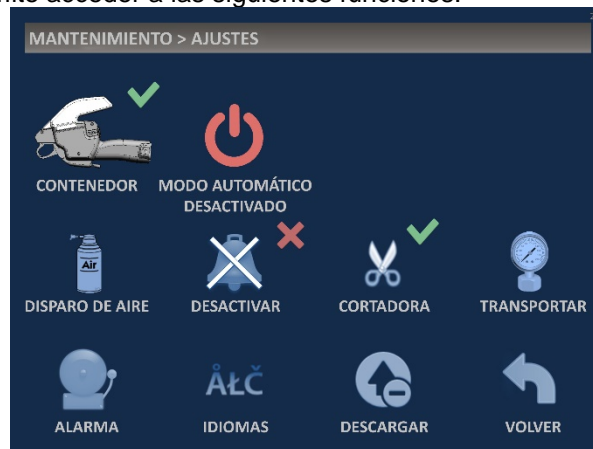 acceder a las siguientes funciones:
MANTENIMIENTO > AJUSTES
CONTENEDOR
MODO AUTOMÁTICO
DESACTIVADO
Air
DISPARO DE AIRE
DESACTIVAR
CORTADORA
TRANSPORTAR
ALARMA
ÅŁČ
IDIOMAS
DESCARGAR
VOLVER